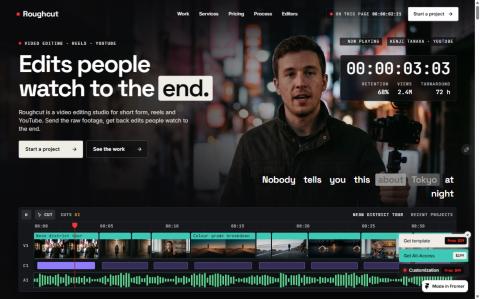 Roughcut
Work Services Pricing Process Editors
ON THIS PAGE 00:00:02:25
Start a project →
VIDEO EDITING · REELS · YOUTUBE
NOW PLAYING KENJI TANAKA · YOUTUBE
Edits people
watch to the end.
00:00:03:03
RETENTION VIEWS TURNAROUND
68% 2.4M 72 h
Roughcut is a video editing studio for short form, reels and
YouTube. Send the raw footage, get back edits people watch to
the end.
Start a project →
See the work →
Nobody tells you this about Tokyo at
night
CUT
CUTS
NEON DISTRICT TOUR RECENT PROJECTS
00:00 00:05 00:10 00:15 00:20 00:25 00:30
Neon district tour
Colour grade breakdown
V1
C1
A1
Get template
Get All-Access
Customization
Made in Framer